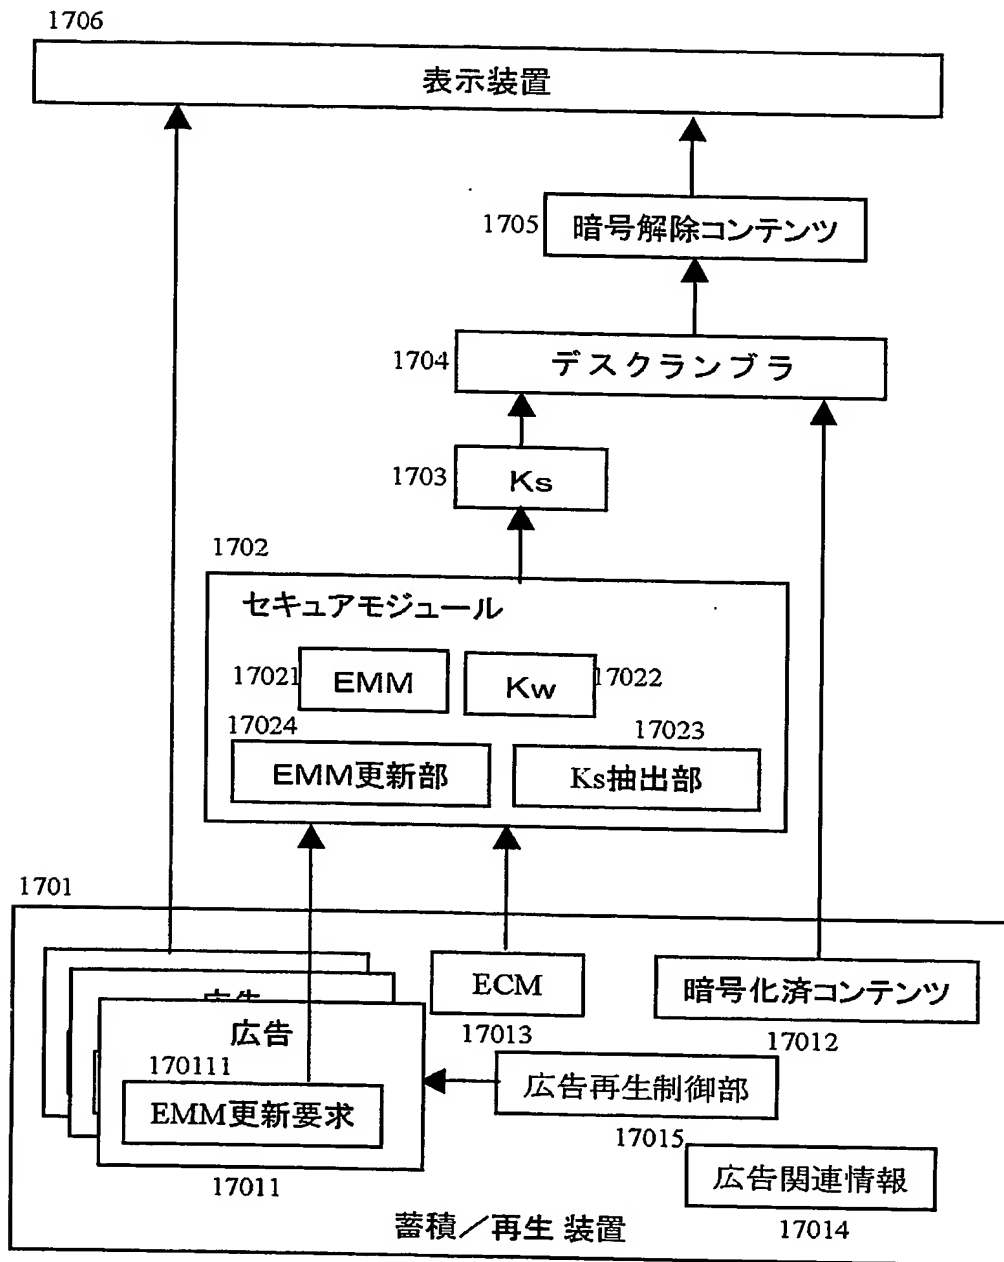 1706
表示装置
1705
暗号解除コンテンツ
1704
デスクランブラ
1703
Ks
1702
セキュアモジュール
17021
EMM
Kw
17022
17024
17023
EMM更新部
Ks抽出部
1701
ECM
暗号化済コンテンツ
広告
広告
17013
17012
170111
広告再生制御部
EMM更新要求
17015
17011
広告関連情報
蓄積／再生 装置
17014